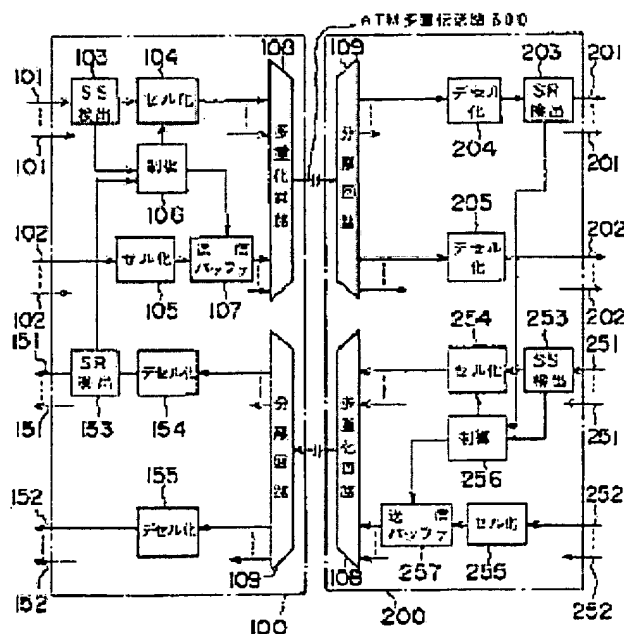 ATM多重伝送路300
103 104 108 109 203
101 SS検出 セル化 デセル化 SR検出 201
101 204 201
制御 多重化回路 分離回路
106 205
102 セル化 送信バッファ デセル化 202
102 105 107 202
151 254 253 251
SR検出 デセル化 セル化 SS検出
151 153 154 分離回路 多重化回路 制御 251
155 256
152 デセル化 送信バッファ セル化 252
152 109 108 257 255 252
100 200